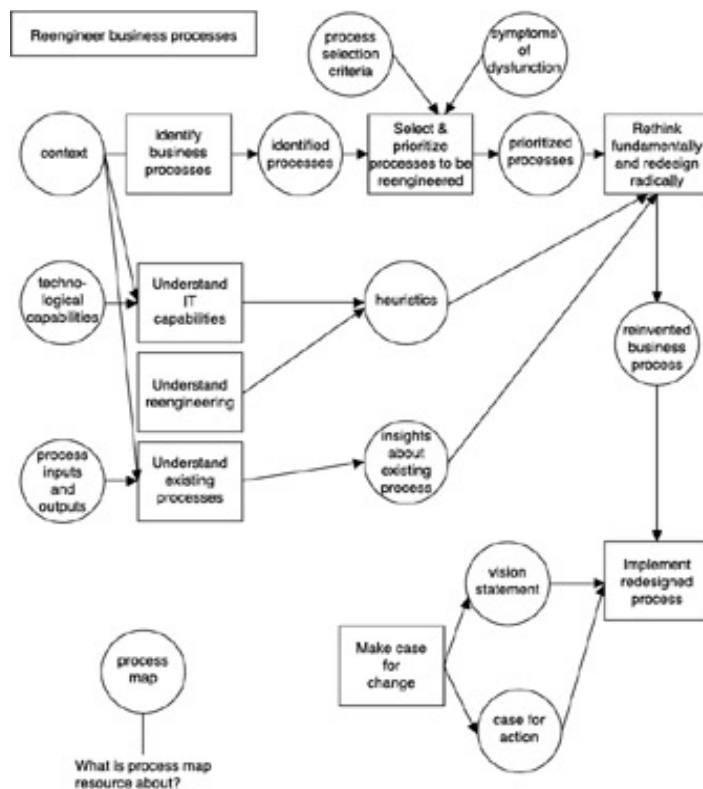 Reengineer business processes
process
selection
criteria
symptoms
of
dysfunction
context
Identify
business
processes
identified
processes
Select &
prioritize
processes to be
reengineered
prioritized
processes
Rethink
fundamentally
and redesign
radically
techno-
logical
capabilities
Understand
IT
capabilities
heuristics
reinvented
business
process
Understand
reengineering
process
inputs
and
outputs
Understand
existing
processes
insights
about
existing
process
vision
statement
Implement
redesigned
process
Make case
for
change
case for
action
process
map
What is process map
resource about?